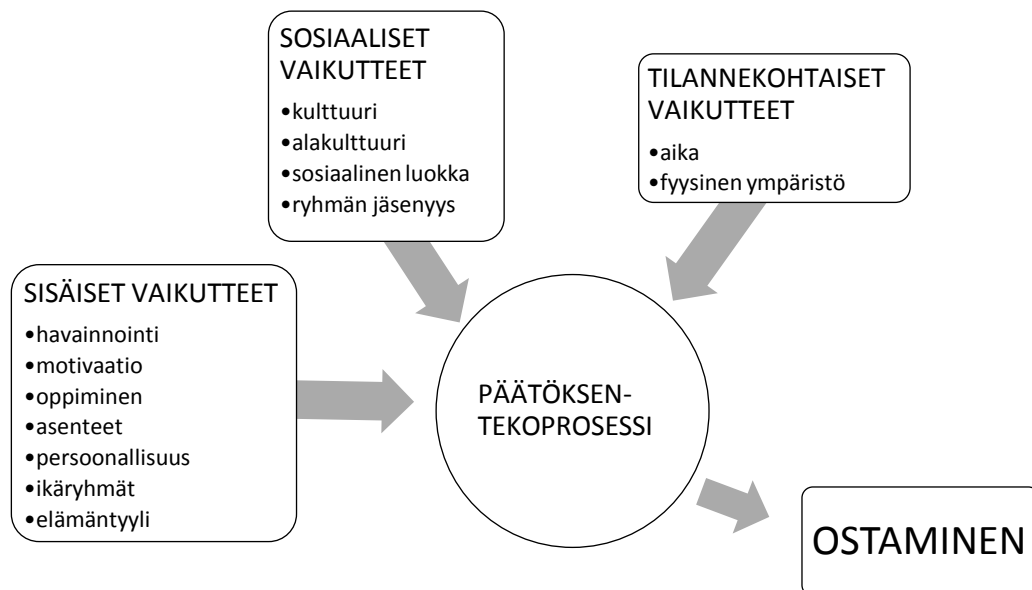 SOSIAALISET
VAIKUTTEET
•kulttuuri
•alakulttuuri
•sosiaalinen luokka
•ryhmän jäsenyys
TILANNEKOHTAISET
VAIKUTTEET
•aika
•fyysinen ympäristö
SISÄISET VAIKUTTEET
•havainnointi
•motivaatio
•oppiminen
•asenteet
•persoonallisuus
•ikäryhmät
•elämäntyyli
PÄÄTÖKSEN-
TEKOPROSESSI
OSTAMINEN